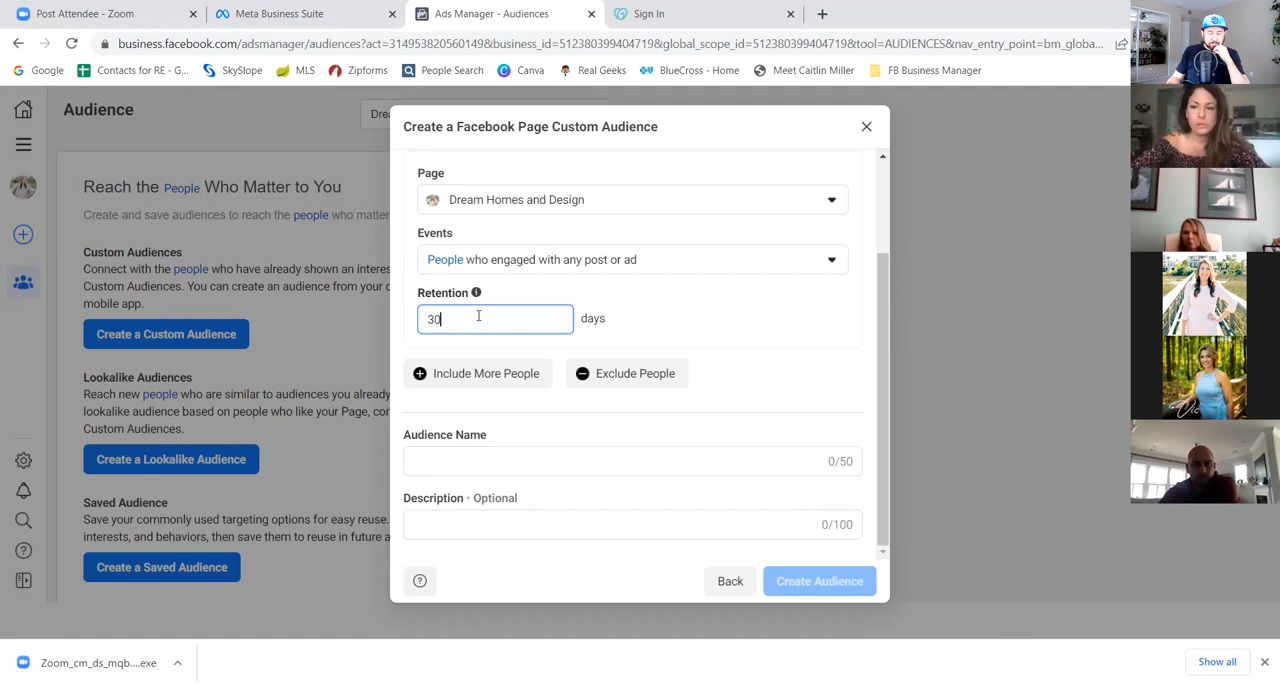 Post Attendee - Zoom
Meta Business Suite
Ads Manager - Audiences
Sign In
business.facebook.com/adsmanager/audiences?act=314953820560149&business_id=512380399404719&global_scope_id=512380399404719&tool=AUDIENCES&nav_entry_point=bm_globa...
Google
Contacts for RE - G...
SkySlope
MLS
Zipforms
People Search
Canva
Real Geeks
BlueCross - Home
Meet Caitlin Miller
FB Business Manager
Audience
Drea
Reach the People Who Matter to You
Create and save audiences to reach the people who matter
Custom Audiences
Connect with the people who have already shown an interes
Custom Audiences. You can create an audience from your c
mobile app.
Create a Custom Audience
Lookalike Audiences
Reach new people who are similar to audiences you already
lookalike audience based on people who like your Page, con
Custom Audiences.
Create a Lookalike Audience
Saved Audience
Save your commonly used targeting options for easy reuse.
interests, and behaviors, then save them to reuse in future a
Create a Saved Audience
Create a Facebook Page Custom Audience
Page
Dream Homes and Design
Events
People who engaged with any post or ad
Retention
30 days
Include More People
Exclude People
Audience Name
0/50
Description · Optional
0/100
Back
Create Audience
Vic
Zoom_cm_ds_mqb....exe
Show all